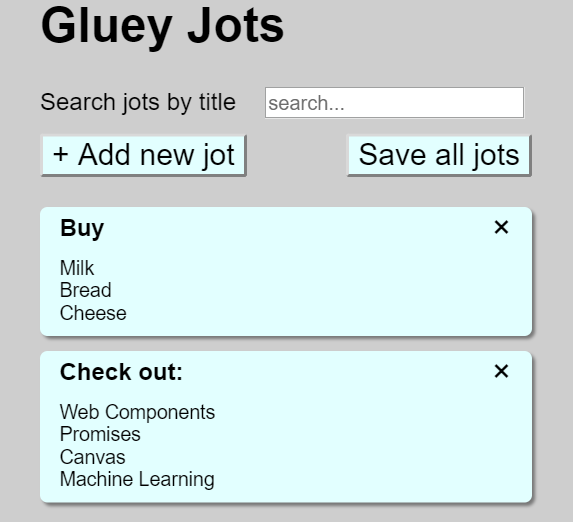 Gluey Jots
Search jots by title search...
+ Add new jot Save all jots
Buy ×
Milk
Bread
Cheese
Check out: ×
Web Components
Promises
Canvas
Machine Learning